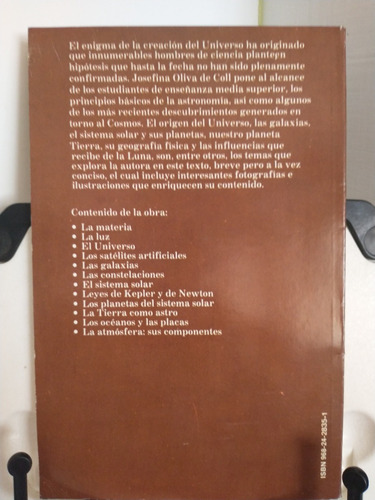 El enigma de la creación del Universo ha originado
que innumerables hombres de ciencia planteen
hipótesis que hasta la fecha no han sido plenamente
confirmadas. Josefina Oliva de Coll pone al alcance
de los estudiantes de enseñanza media superior, los
principios básicos de la astronomía, así como algunos
de los más recientes descubrimientos generados en
torno al Cosmos. El origen del Universo, las galaxias,
el sistema solar y sus planetas, nuestro planeta
Tierra, su geografía física y las influencias que
recibe de la Luna, son, entre otros, los temas que
explora la autora en este texto, breve pero a la vez
conciso, el cual incluye interesantes fotografías e
ilustraciones que enriquecen su contenido.
Contenido de la obra:
• La materia
• La luz
• El Universo
• Los satélites artificiales
• Las galaxias
• Las constelaciones
• El sistema solar
• Leyes de Kepler y de Newton
• Los planetas del sistema solar
• La Tierra como astro
• Los océanos y las placas
• La atmósfera: sus componentes
ISBN 968-24-2835-1